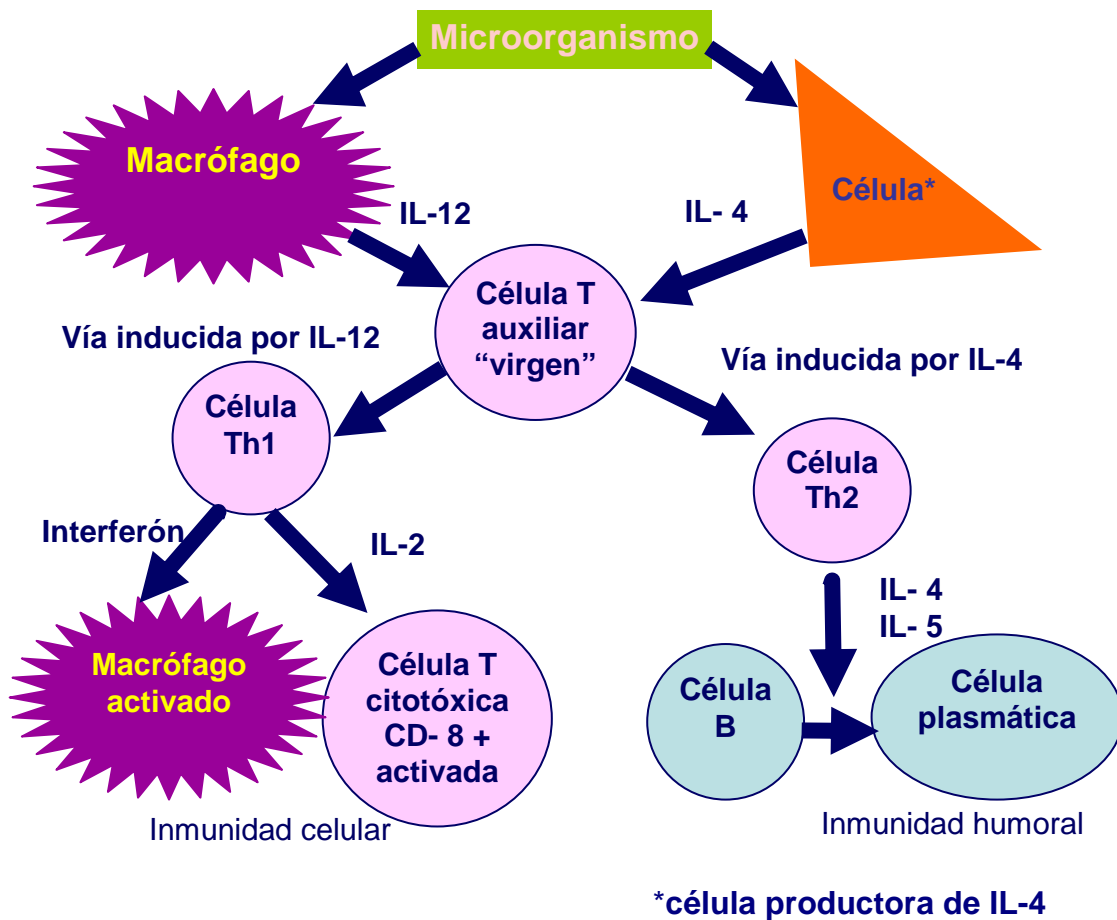 Microorganismo
Macrófago
Célula*
IL-12
IL- 4
Célula T
auxiliar
“virgen”
Vía inducida por IL-12
Vía inducida por IL-4
Célula
Th1
Célula
Th2
Interferón
IL-2
IL- 4
IL- 5
Macrófago
activado
Célula T
citotóxica
CD- 8 +
activada
Célula
B
Célula
plasmática
Inmunidad celular
Inmunidad humoral
*célula productora de IL-4